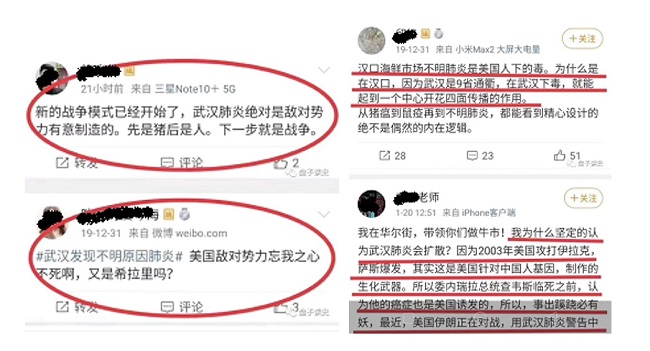 21小时前 来自 三星Note10+ 5G
新的战争模式已经开始了，武汉肺炎绝对是敌对势
力有意制造的。先是猪后是人。下一步就是战争。
转发
评论
2
盘子谈史
19-12-31 来自 微博 weibo.com
#武汉发现不明原因肺炎# 美国敌对势力忘我之心
不死啊，又是希拉里吗？
转发
评论
3
盘子谈史
+关注
19-12-31 来自 小米Max2 大屏大电量
汉口海鲜市场不明肺炎是美国人下的毒。为什么是
在汉口，因为武汉是9省通衢，在武汉下毒，就能
起到一个中心开花四面传播的作用。
从猪瘟到鼠疫再到不明肺炎，都能看到精心设计的
绝不是偶然的内在逻辑。
28
23
51
盘子谈史
老师
+关注
1-20 12:51 来自 iPhone客户端
我在华尔街，带领你们做牛市！我为什么坚定的认
为武汉肺炎会扩散？因为2003年美国攻打伊拉克，
萨斯爆发，其实这是美国针对中国人基因，制作的
生化武器。所以委内瑞拉总统查韦斯临死之前，认
为他的癌症也是美国诱发的，所以，事出蹊跷必有
妖，最近，美国伊朗正在对战，用武汉肺炎警告中